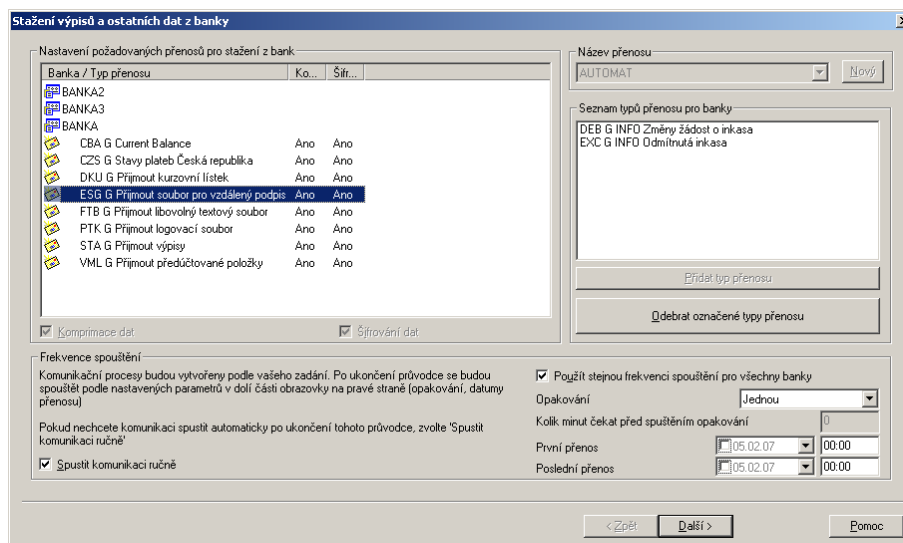 Stažení výpisů a ostatních dat z banky
Nastavení požadovaných přenosů pro stažení z bank
Banka / Typ přenosu Ko... Šifr...
BANKA2
BANKA3
BANKA
CBA G Current Balance Ano Ano
CZS G Stavy plateb Česká republika Ano Ano
DKU G Přijmout kurzovní lístek Ano Ano
ESG G Přijmout soubor pro vzdálený podpis Ano Ano
FTB G Přijmout libovolný textový soubor Ano Ano
PTK G Přijmout logovací soubor Ano Ano
STA G Přijmout výpisy Ano Ano
VML G Přijmout předúčtované položky Ano Ano
Komprimace dat Šifrování dat
Název přenosu
AUTOMAT Nový
Seznam typů přenosu pro banky
DEB G INFO Změny žádost o inkasa
EXC G INFO Odmítnutá inkasa
Přidat typ přenosu
Odebrat označené typy přenosu
Frekvence spouštění
Komunikační procesy budou vytvořeny podle vašeho zadání. Po ukončení průvodce se budou
spouštět podle nastavených parametrů v dolí části obrazovky na pravé straně (opakování, datumy
přenosu)
Pokud nechcete komunikaci spustit automaticky po ukončení tohoto průvodce, zvolte 'Spustit
komunikaci ručně'
Spustit komunikaci ručně
Použít stejnou frekvenci spouštění pro všechny banky
Opakování Jednou
Kolik minut čekat před spuštěním opakování 0
První přenos 05.02.07 00:00
Poslední přenos 05.02.07 00:00
< Zpět Další > Pomoc